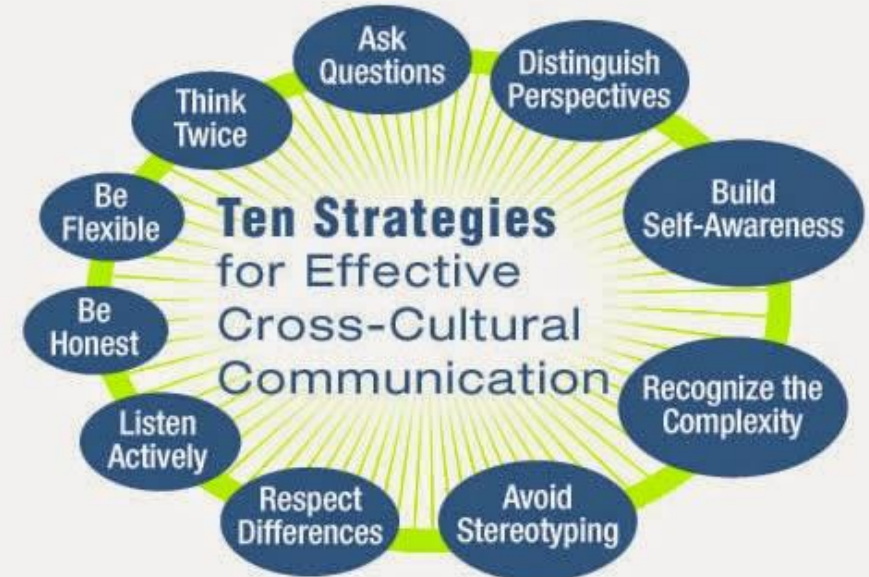 Ten Strategies
for Effective
Cross-Cultural
Communication
Ask
Questions
Distinguish
Perspectives
Build
Self-Awareness
Recognize the
Complexity
Avoid
Stereotyping
Respect
Differences
Listen
Actively
Be
Honest
Be
Flexible
Think
Twice